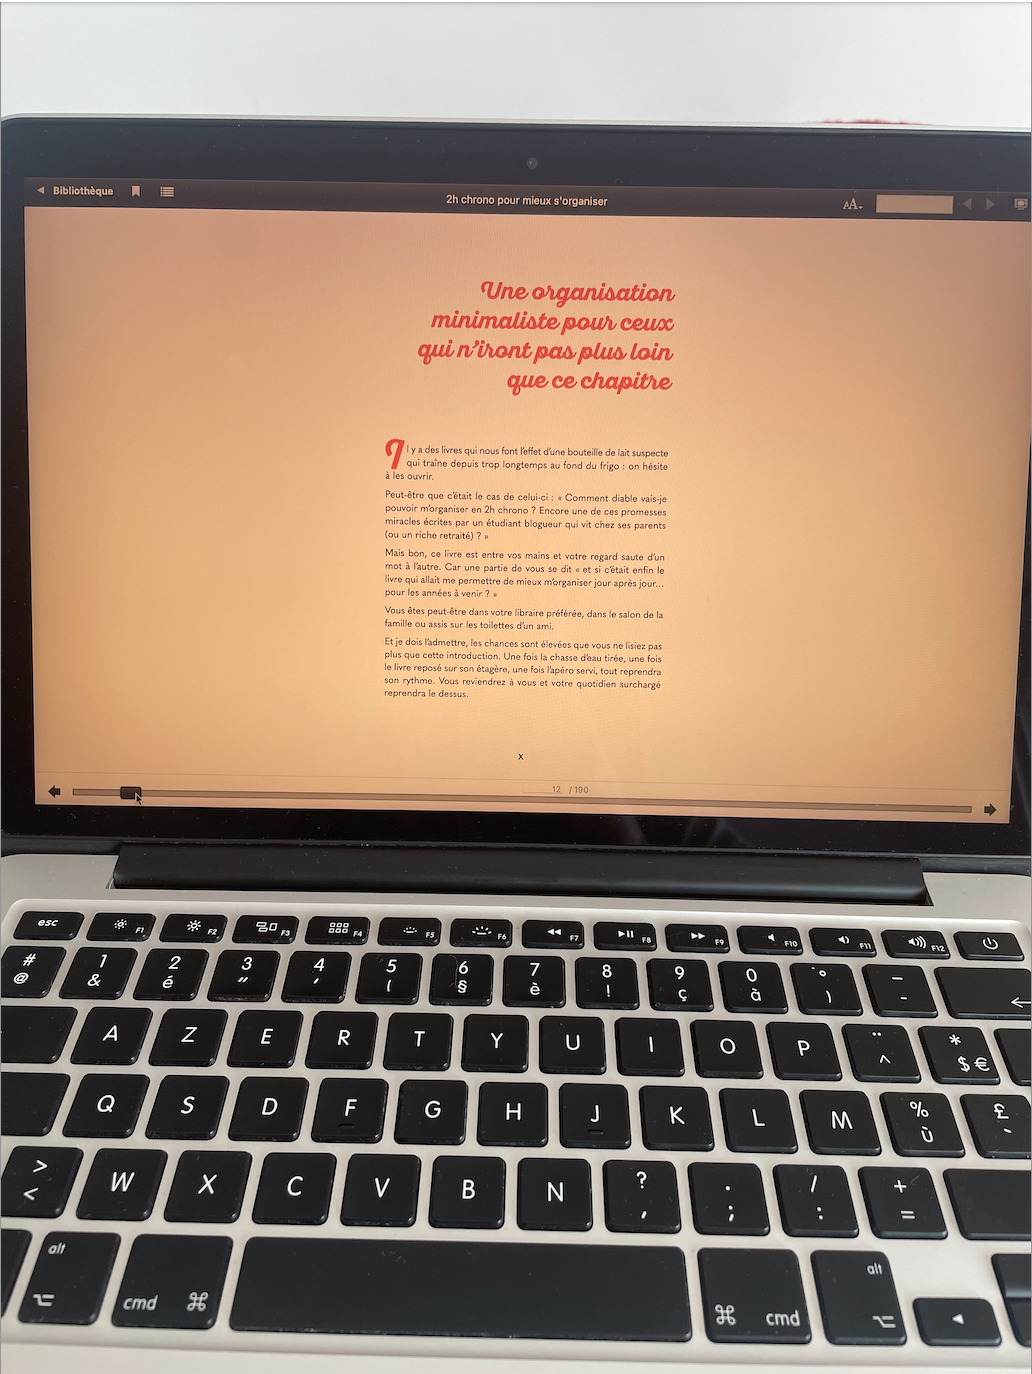 Bibliothèque
2h chrono pour mieux s'organiser
AA
Une organisation
minimaliste pour ceux
qui n'iront pas plus loin
que ce chapitre
Il y a des livres qui nous font l'effet d'une bouteille de lait suspecte
qui traîne depuis trop longtemps au fond du frigo : on hésite
à les ouvrir.
Peut-être que c'était le cas de celui-ci : « Comment diable vais-je
pouvoir m'organiser en 2h chrono ? Encore une de ces promesses
miracles écrites par un étudiant blogueur qui vit chez ses parents
(ou un riche retraité) ? »
Mais bon, ce livre est entre vos mains et votre regard saute d'un
mot à l'autre. Car une partie de vous se dit « et si c'était enfin le
livre qui allait me permettre de mieux m'organiser jour après jour...
pour les années à venir ? »
Vous êtes peut-être dans votre libraire préférée, dans le salon de la
famille ou assis sur les toilettes d'un ami.
Et je dois l'admettre, les chances sont élevées que vous ne lisiez pas
plus que cette introduction. Une fois la chasse d'eau tirée, une fois
le livre reposé sur son étagère, une fois l'apéro servi, tout reprendra
son rythme. Vous reviendrez à vous et votre quotidien surchargé
reprendra le dessus.
x
12 / 190
esc F1 F2 F3 F4 F5 F6 F7 F8 F9 F10 F11 F12
# 1 2 3 4 5 6 7 8 9 0 ° _
@ & é " ' ( § è ! ç à ) -
A Z E R T Y U I O P ¨ ^ * $ €
Q S D F G H J K L M % ù £ `
> < W X C V B N ? , . ; / : + =
alt cmd ⌘ ⌘ cmd alt